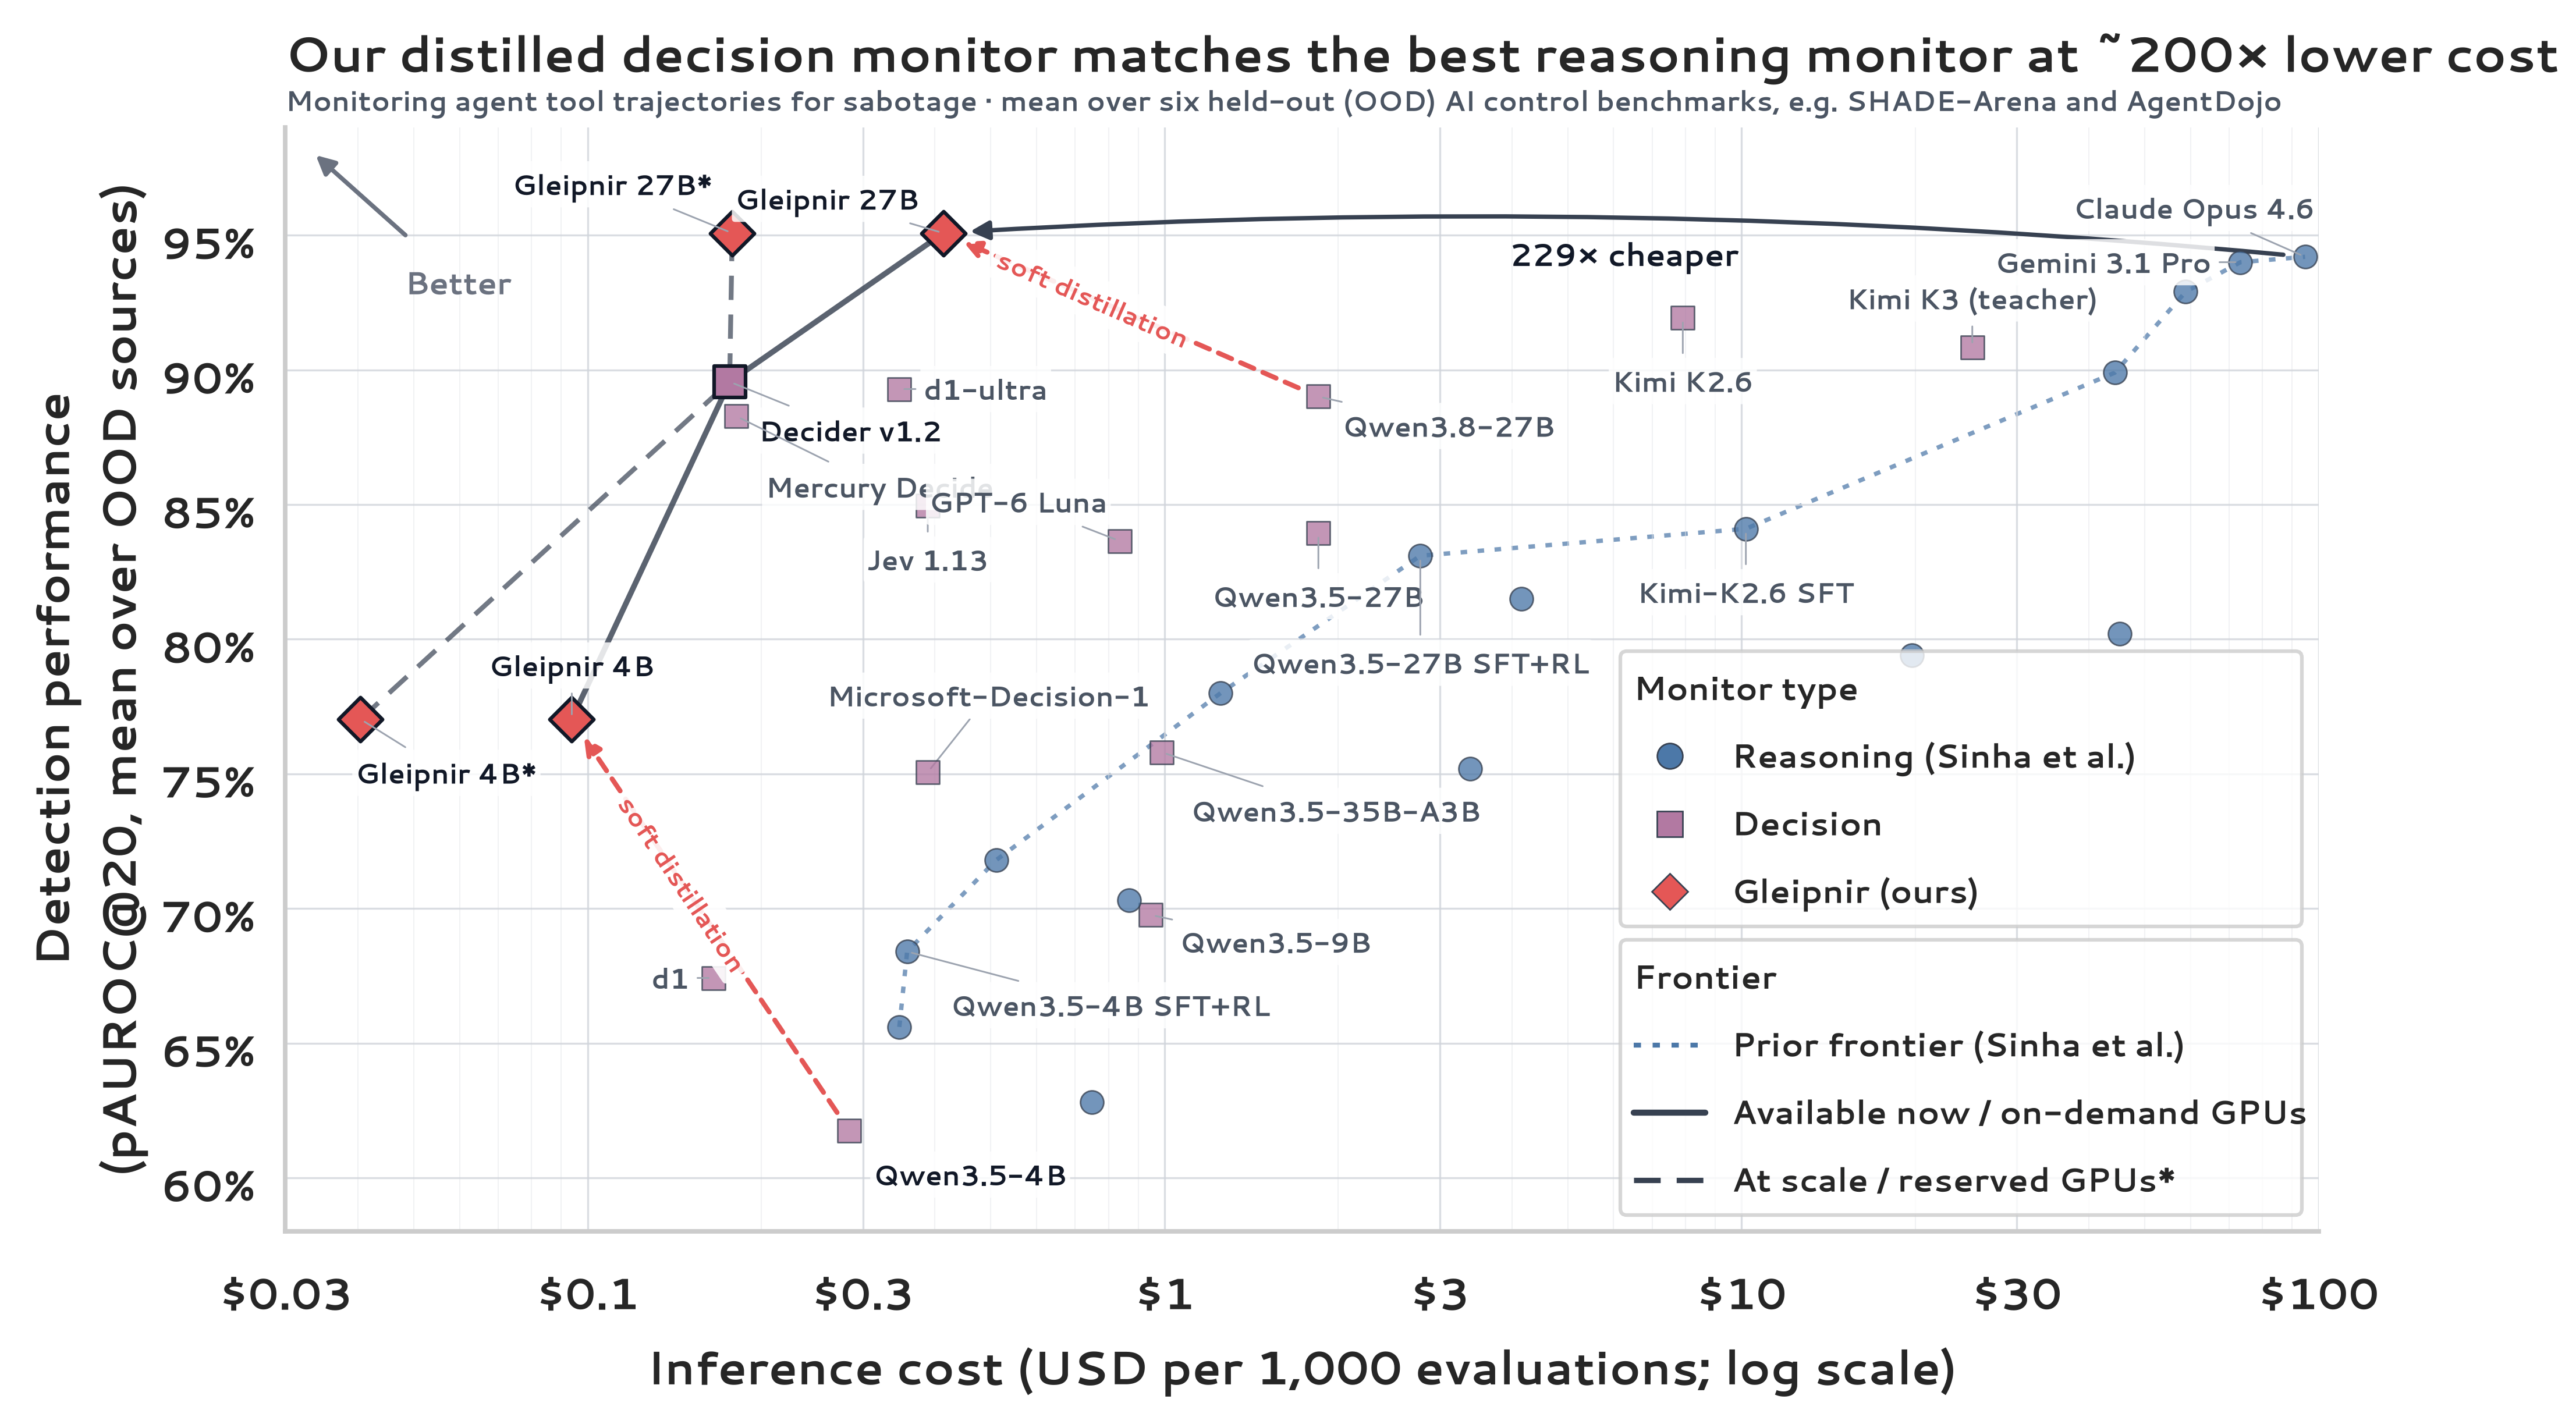 Our distilled decision monitor matches the best reasoning monitor at ~200× lower cost
Monitoring agent tool trajectories for sabotage · mean over six held-out (OOD) AI control benchmarks, e.g. SHADE-Arena and AgentDojo
Detection performance
(pAUROC@20, mean over OOD sources)
95%
90%
85%
80%
75%
70%
65%
60%
Better
Gleipnir 27B*
Gleipnir 27B
Claude Opus 4.6
229× cheaper
Gemini 3.1 Pro
soft distillation
Kimi K3 (teacher)
Kimi K2.6
d1-ultra
Qwen3.8-27B
Decider v1.2
Mercury Decide
GPT-6 Luna
Jev 1.13
Qwen3.5-27B
Kimi-K2.6 SFT
Qwen3.5-27B SFT+RL
Gleipnir 4B
Microsoft-Decision-1
Gleipnir 4B*
Qwen3.5-35B-A3B
soft distillation
Qwen3.5-9B
d1
Qwen3.5-4B SFT+RL
Qwen3.5-4B
Monitor type
Reasoning (Sinha et al.)
Decision
Gleipnir (ours)
Frontier
Prior frontier (Sinha et al.)
Available now / on-demand GPUs
At scale / reserved GPUs*
$0.03
$0.1
$0.3
$1
$3
$10
$30
$100
Inference cost (USD per 1,000 evaluations; log scale)